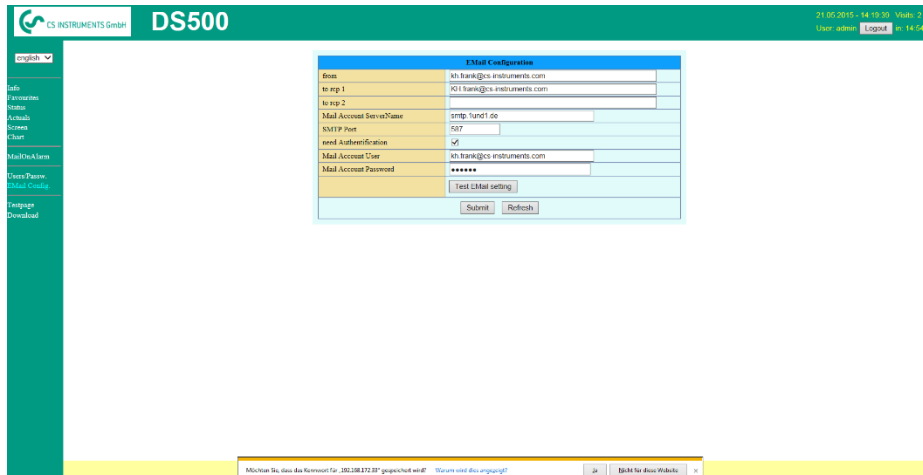 CS INSTRUMENTS GmbH
DS500
21.05.2015 - 14:19:30 Visits: 2
User: admin Logout in: 14:54
english
Info
Favourites
Status
Actuals
Screen
Chart
MailOnAlarm
Users/Passw.
EMail Config.
Testpage
Download
EMail Configuration
from kh.frank@cs-instruments.com
to rcp 1 KH.frank@cs-instruments.com
to rcp 2
Mail Account ServerName smtp.1und1.de
SMTP Port 587
need Authentification
Mail Account User kh.frank@cs-instruments.com
Mail Account Password ●●●●●●
Test EMail setting
Submit Refresh
Möchten Sie, dass das Kennwort für „192.168.172.33" gespeichert wird? Warum wird dies angezeigt? Ja Nicht für diese Website x